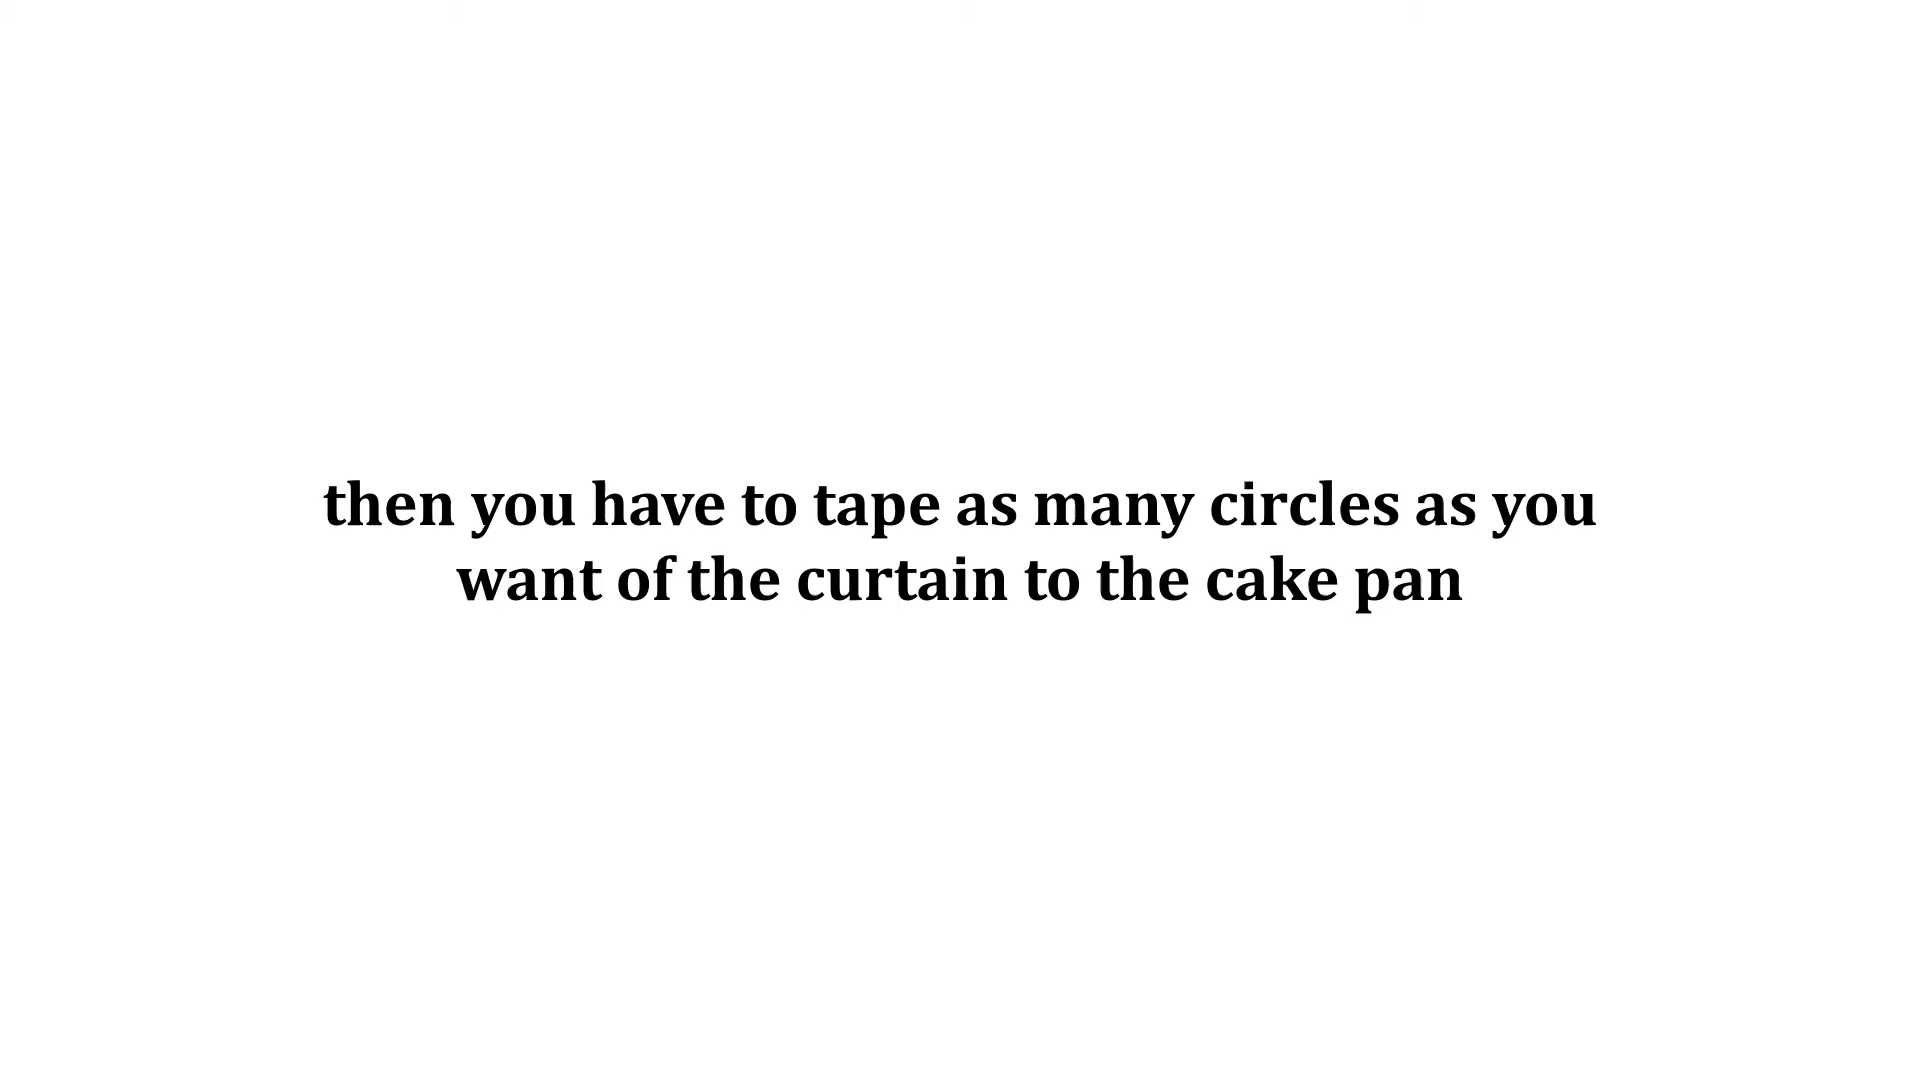 then you have to tape as many circles as you
want of the curtain to the cake pan